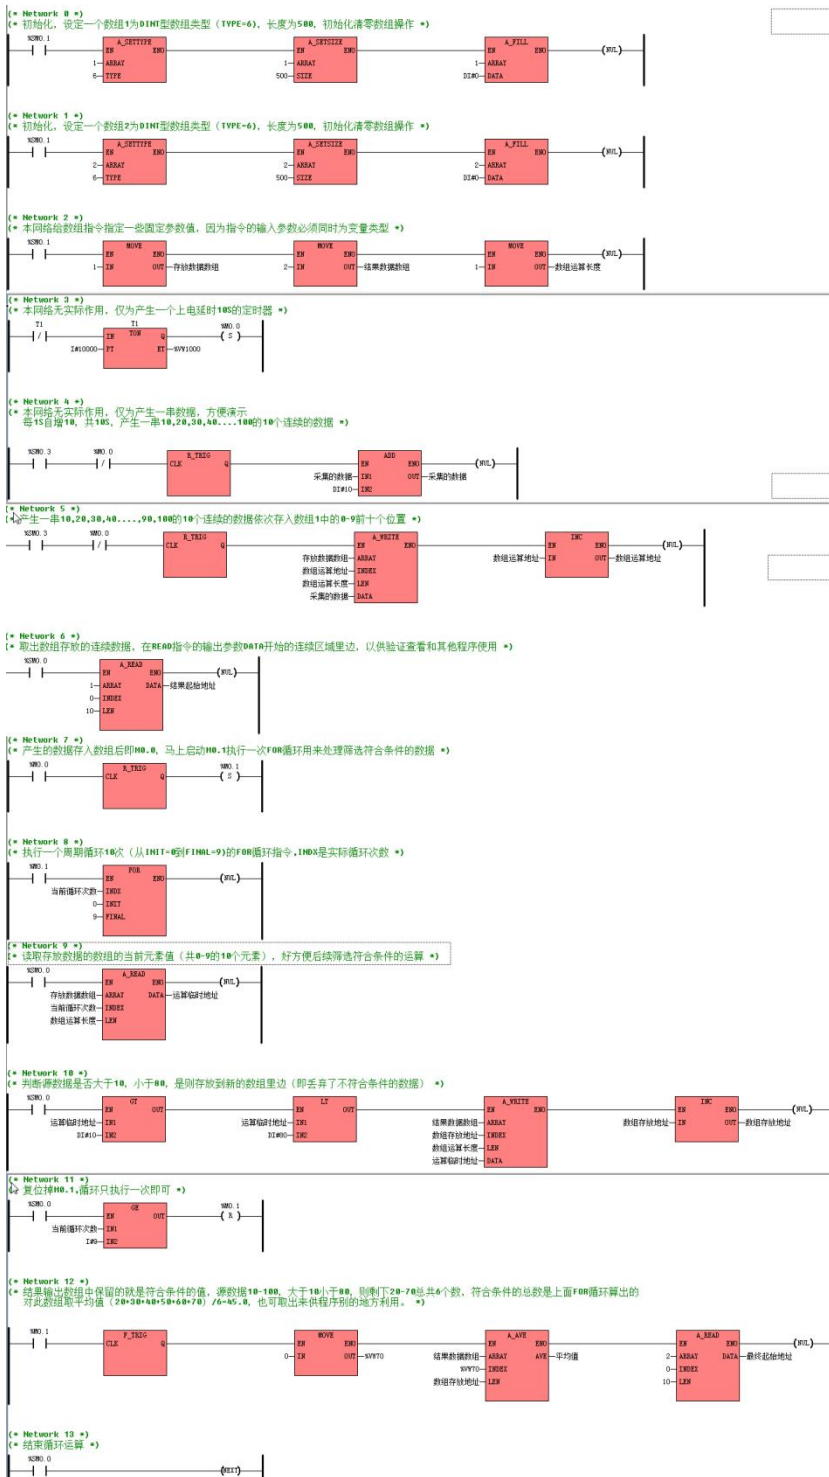 (* Network 0 *)
(* 初始化，设定一个数组1为DINT型数组类型（TYPE=6），长度为500，初始化清零数组操作 *)
%SM0.1 A_SETTYPE A_SETSIZE A_FILL
EN ENO EN ENO EN ENO (NUL)
1 ARRAY 1 ARRAY 1 ARRAY
6 TYPE 500 SIZE DI#0 DATA
(* Network 1 *)
(* 初始化，设定一个数组2为DINT型数组类型（TYPE=6），长度为500，初始化清零数组操作 *)
%SM0.1 A_SETTYPE A_SETSIZE A_FILL
EN ENO EN ENO EN ENO (NUL)
2 ARRAY 2 ARRAY 2 ARRAY
6 TYPE 500 SIZE DI#0 DATA
(* Network 2 *)
(* 本网络给数组指令指定一些固定参数值，因为指令的输入参数必须同时为变量类型 *)
%SM0.1 MOVE MOVE MOVE
EN ENO EN ENO EN ENO (NUL)
1 IN OUT 存放数据数组 2 IN OUT 结果数据数组 1 IN OUT 数组运算长度
(* Network 3 *)
(* 本网络无实际作用，仅为产生一个上电延时10S的定时器 *)
T1 T1 %M0.0
/ IN TON Q ( S )
I#10000 PT ET %VW1000
(* Network 4 *)
(* 本网络无实际作用，仅为产生一串数据，方便演示
每1S自增10，共10S，产生一串10,20,30,40....100的10个连续的数据 *)
%SM0.3 %M0.0 R_TRIG ADD
/ CLK Q EN ENO (NUL)
采集的数据 IN1 OUT 采集的数据
DI#10 IN2
(* Network 5 *)
(* 产生一串10,20,30,40....,90,100的10个连续的数据依次存入数组1中的0-9前十个位置 *)
%SM0.3 %M0.0 R_TRIG A_WRITE INC
/ CLK Q EN ENO EN ENO (NUL)
存放数据数组 ARRAY 数组运算地址 IN OUT 数组运算地址
数组运算地址 INDEX
数组运算长度 LEN
采集的数据 DATA
(* Network 6 *)
(* 取出数组存放的连续数据，在READ指令的输出参数DATA开始的连续区域里边，以供验证查看和其他程序使用 *)
%SM0.0 A_READ
EN ENO (NUL)
1 ARRAY DATA 结果起始地址
0 INDEX
10 LEN
(* Network 7 *)
(* 产生的数据存入数组后即M0.0，马上启动M0.1执行一次FOR循环用来处理筛选符合条件的数据 *)
%M0.0 R_TRIG %M0.1
CLK Q ( S )
(* Network 8 *)
(* 执行一个周期循环10次（从INIT=0到FINAL=9)的FOR循环指令,INDX是实际循环次数 *)
%M0.1 FOR
EN ENO (NUL)
当前循环次数 INDX
0 INIT
9 FINAL
(* Network 9 *)
(* 读取存放数据的数组的当前元素值（共0-9的10个元素），好方便后续筛选符合条件的运算 *)
%SM0.0 A_READ
EN ENO (NUL)
存放数据数组 ARRAY DATA 运算临时地址
当前循环次数 INDEX
数组运算长度 LEN
(* Network 10 *)
(* 判断源数据是否大于10，小于80，是则存放到新的数组里边（即丢弃了不符合条件的数据） *)
%SM0.0 GT LT A_WRITE INC
EN OUT EN OUT EN ENO EN ENO (NUL)
运算临时地址 IN1 运算临时地址 IN1 结果数据数组 ARRAY 数组存放地址 IN OUT 数组存放地址
DI#10 IN2 DI#80 IN2 数组存放地址 INDEX
数组运算长度 LEN
运算临时地址 DATA
(* Network 11 *)
(* 复位掉M0.1,循环只执行一次即可 *)
%SM0.0 GE %M0.1
EN OUT ( R )
当前循环次数 IN1
I#9 IN2
(* Network 12 *)
(* 结果输出数组中保留的就是符合条件的值，源数据10-100，大于10小于80，则剩下20-70总共6个数，符合条件的总数是上面FOR循环算出的
对此数组取平均值（20+30+40+50+60+70）/6=45.0，也可取出来供程序别的地方利用。 *)
%M0.1 F_TRIG MOVE A_AVE A_READ
CLK Q EN ENO EN ENO EN ENO (NUL)
0 IN OUT %VW70 结果数据数组 ARRAY AVE 平均值 2 ARRAY DATA 最终起始地址
%VW70 INDEX 0 INDEX
数组存放地址 LEN 10 LEN
(* Network 13 *)
(* 结束循环运算 *)
%SM0.0 (NEXT)